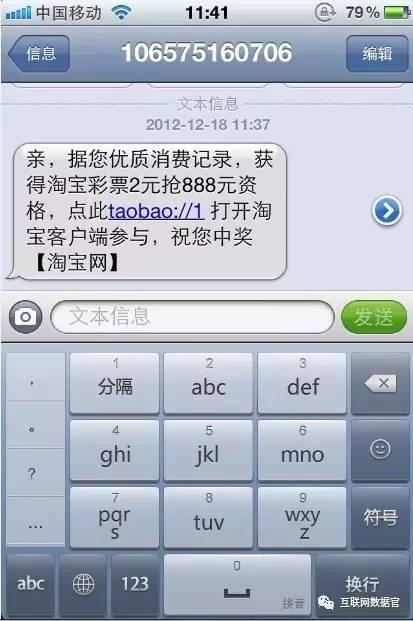 中国移动 11:41 79%
信息 106575160706 编辑
文本信息
2012-12-18 11:37
亲，据您优质消费记录，获
得淘宝彩票2元抢888元资
格，点此taobao://1 打开淘
宝客户端参与，祝您中奖
【淘宝网】
文本信息 发送
， 1 2 3
分隔 abc def
。 4 5 6
ghi jkl mno
？ 7 8 9
… pqrs tuv wxyz 符号
abc 123 0 拼音 换行
互联网数据官